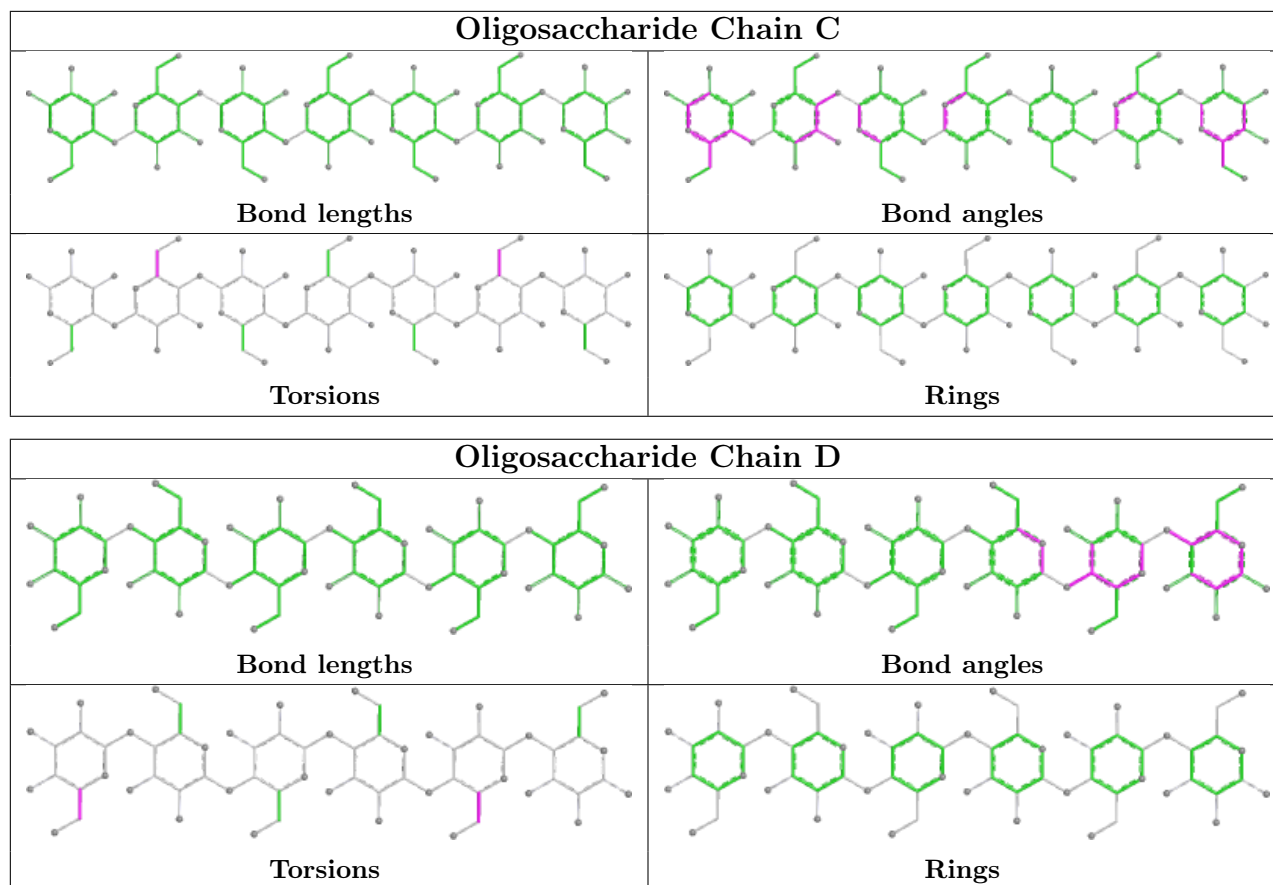 Oligosaccharide Chain C
Bond lengths
Bond angles
Torsions
Rings
Oligosaccharide Chain D
Bond lengths
Bond angles
Torsions
Rings